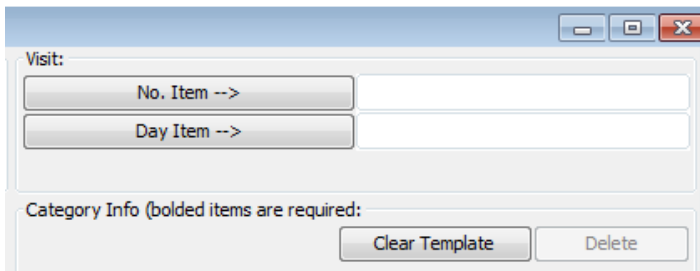 Visit:
No. Item -->
Day Item -->
Category Info (bolded items are required:
Clear Template Delete